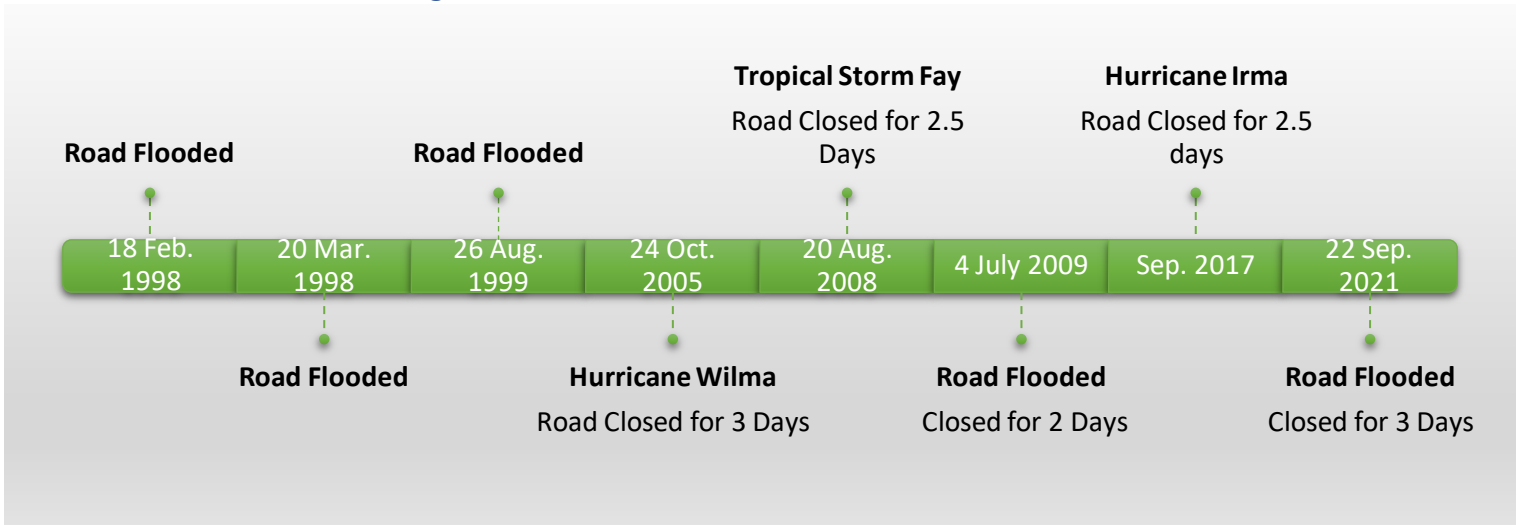 Tropical Storm Fay
Road Closed for 2.5
Days
Hurricane Irma
Road Closed for 2.5
days
Road Flooded
Road Flooded
18 Feb.
1998
20 Mar.
1998
26 Aug.
1999
24 Oct.
2005
20 Aug.
2008
4 July 2009
Sep. 2017
22 Sep.
2021
Road Flooded
Hurricane Wilma
Road Closed for 3 Days
Road Flooded
Closed for 2 Days
Road Flooded
Closed for 3 Days